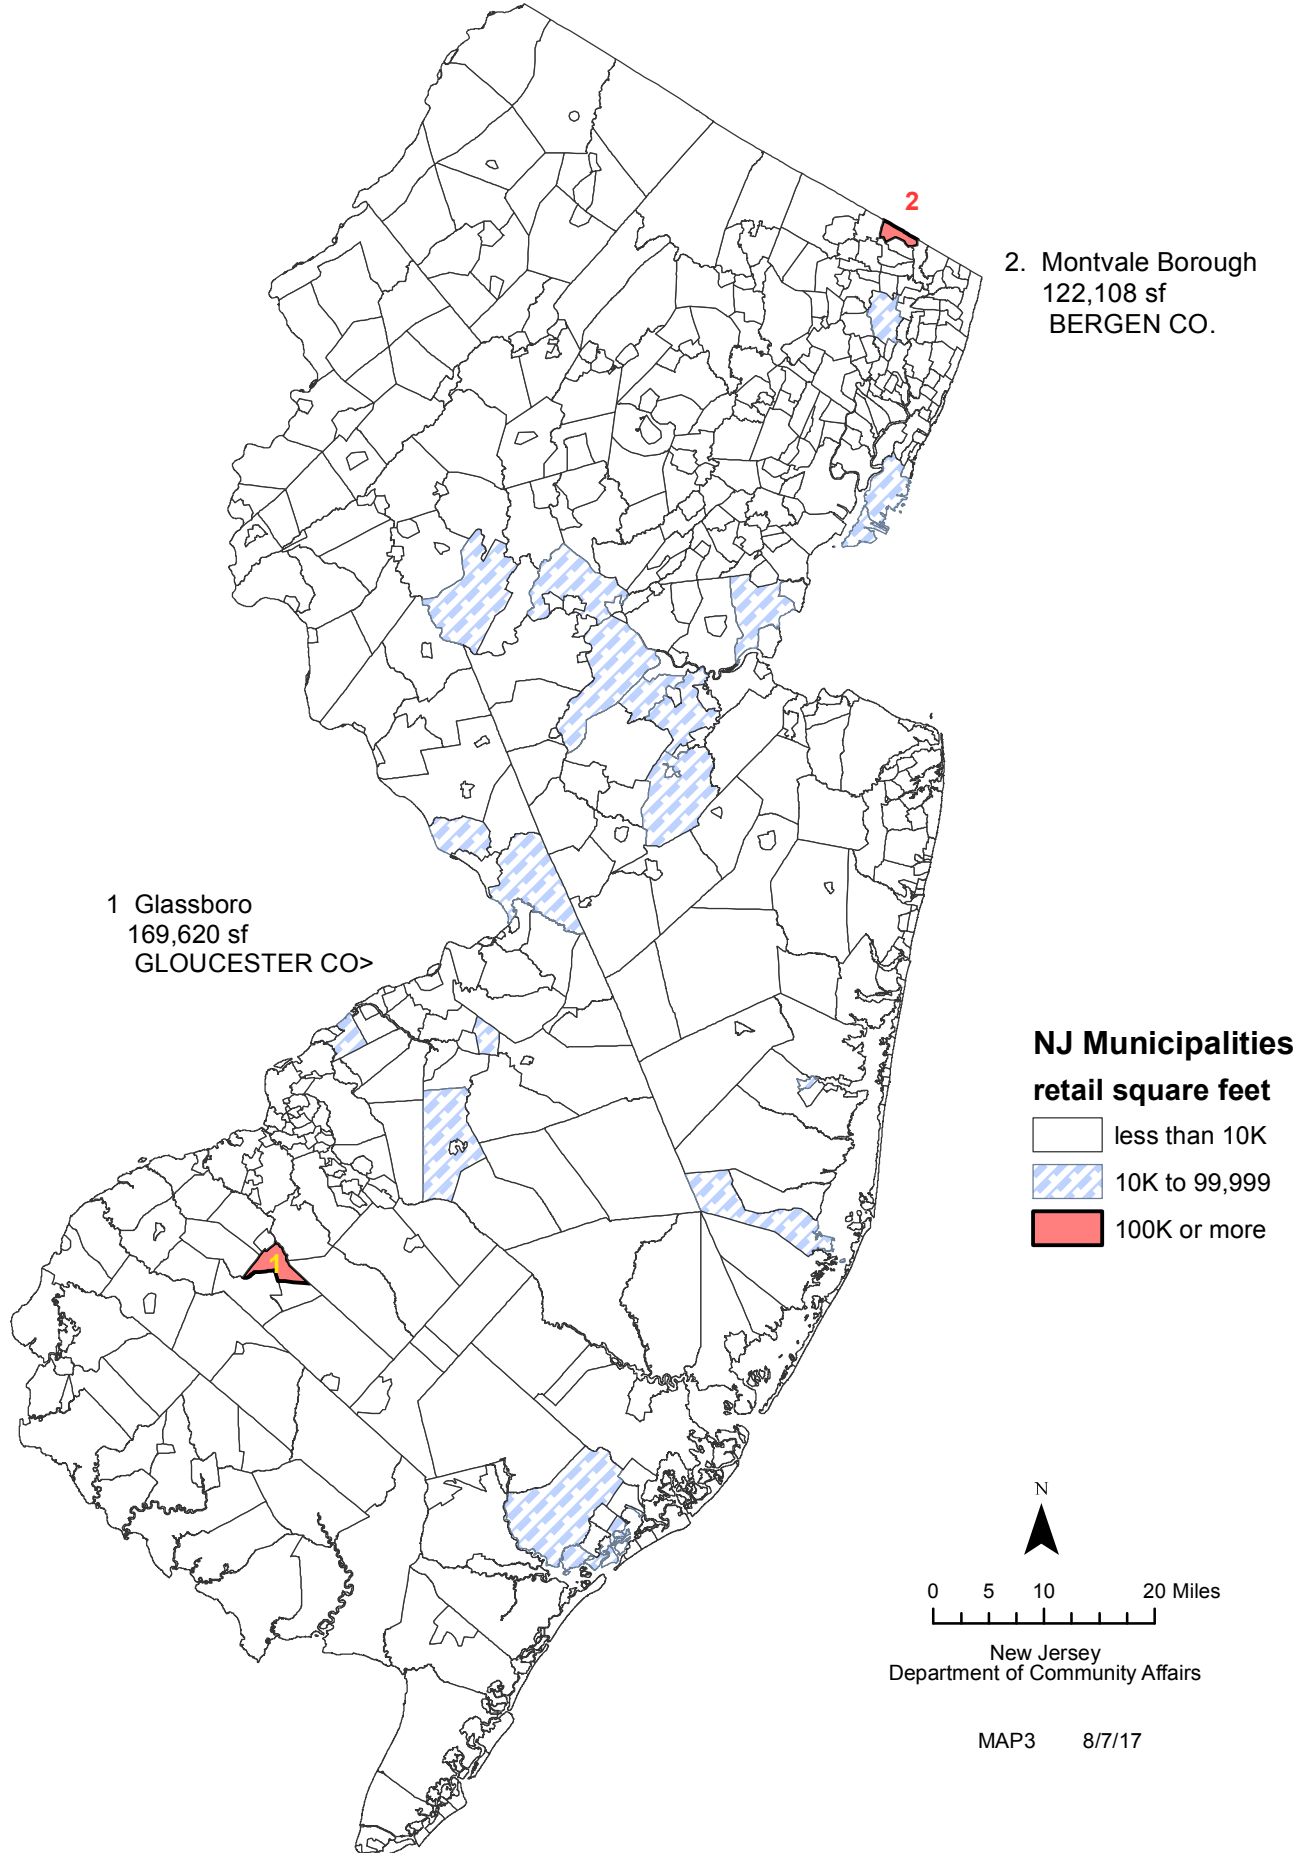 2
2. Montvale Borough
122,108 sf
BERGEN CO.
1 Glassboro
169,620 sf
GLOUCESTER CO>
NJ Municipalities
retail square feet
less than 10K
10K to 99,999
100K or more
1
N
0 5 10 20 Miles
New Jersey
Department of Community Affairs
MAP3 8/7/17